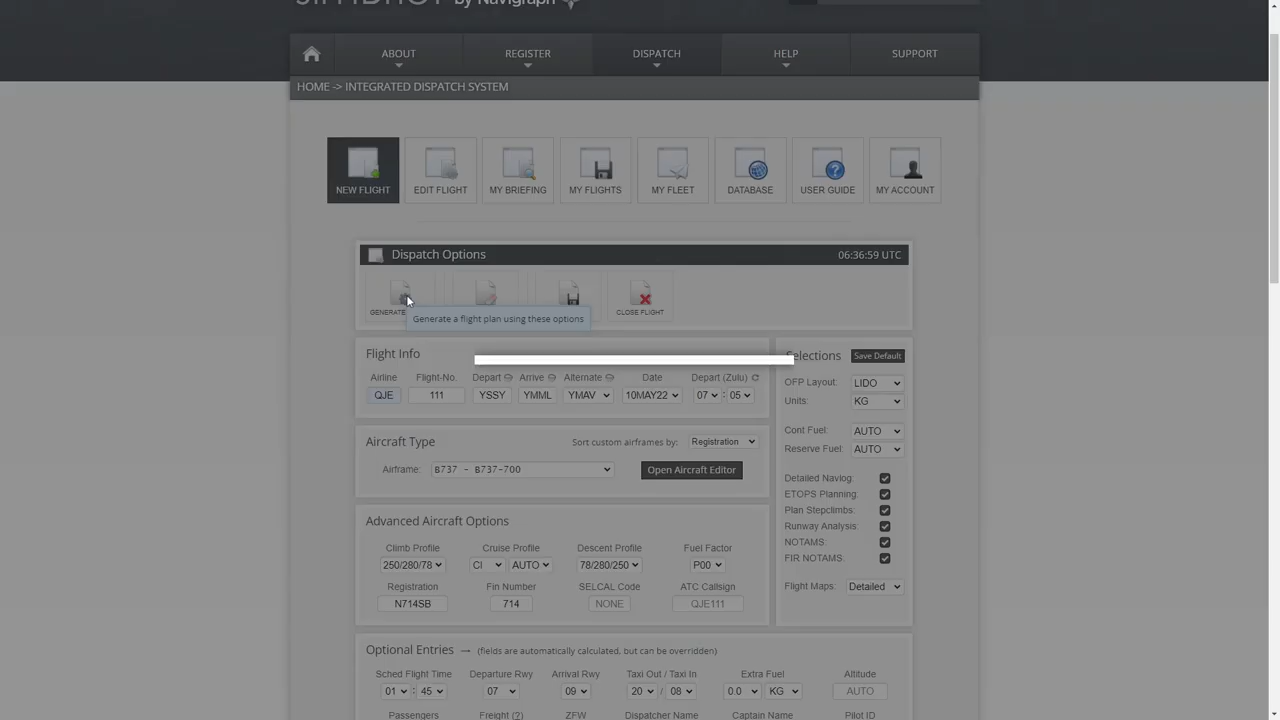 by Navigraph
ABOUT REGISTER DISPATCH HELP SUPPORT
HOME -> INTEGRATED DISPATCH SYSTEM
NEW FLIGHT EDIT FLIGHT MY BRIEFING MY FLIGHTS MY FLEET DATABASE USER GUIDE MY ACCOUNT
Dispatch Options 06:36:59 UTC
GENERATE CLOSE FLIGHT
Generate a flight plan using these options
Flight Info Selections Save Default
Airline Flight-No. Depart Arrive Alternate Date Depart (Zulu)
OFP Layout: LIDO
QJE 111 YSSY YMML YMAV 10MAY22 07 : 05
Units: KG
Cont Fuel: AUTO
Aircraft Type Sort custom airframes by: Registration
Reserve Fuel: AUTO
Airframe: B737 - B737-700 Open Aircraft Editor
Detailed Navlog:
ETOPS Planning:
Plan Stepclimbs:
Advanced Aircraft Options
Runway Analysis:
NOTAMS:
Climb Profile Cruise Profile Descent Profile Fuel Factor
FIR NOTAMS:
250/280/78 CI AUTO 78/280/250 P00
Registration Fin Number SELCAL Code ATC Callsign
Flight Maps: Detailed
N714SB 714 NONE QJE111
Optional Entries → (fields are automatically calculated, but can be overridden)
Sched Flight Time Departure Rwy Arrival Rwy Taxi Out / Taxi In Extra Fuel Altitude
01 : 45 07 09 20 / 08 0.0 KG AUTO
Passengers Freight (?) ZFW Dispatcher Name Captain Name Pilot ID